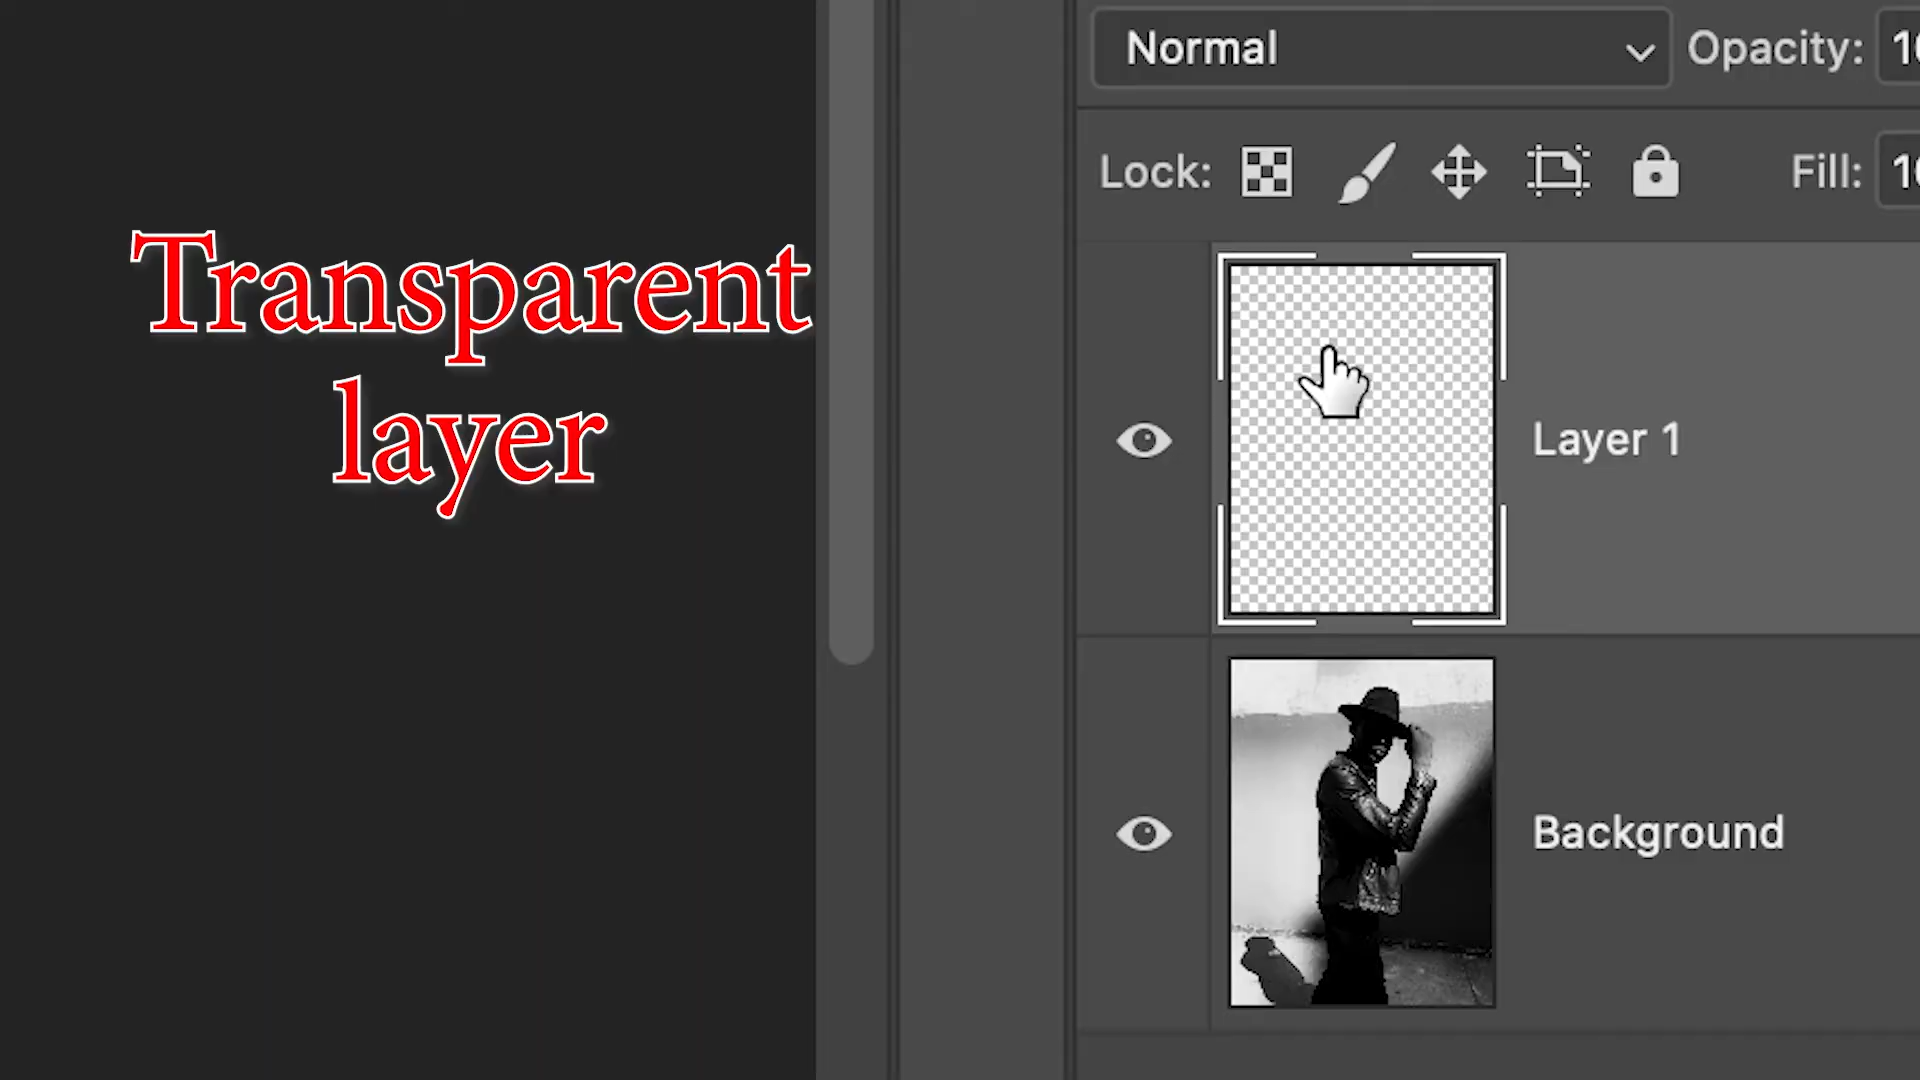 Normal
Opacity:
Lock:
Fill:
Transparent
layer
Layer 1
Background